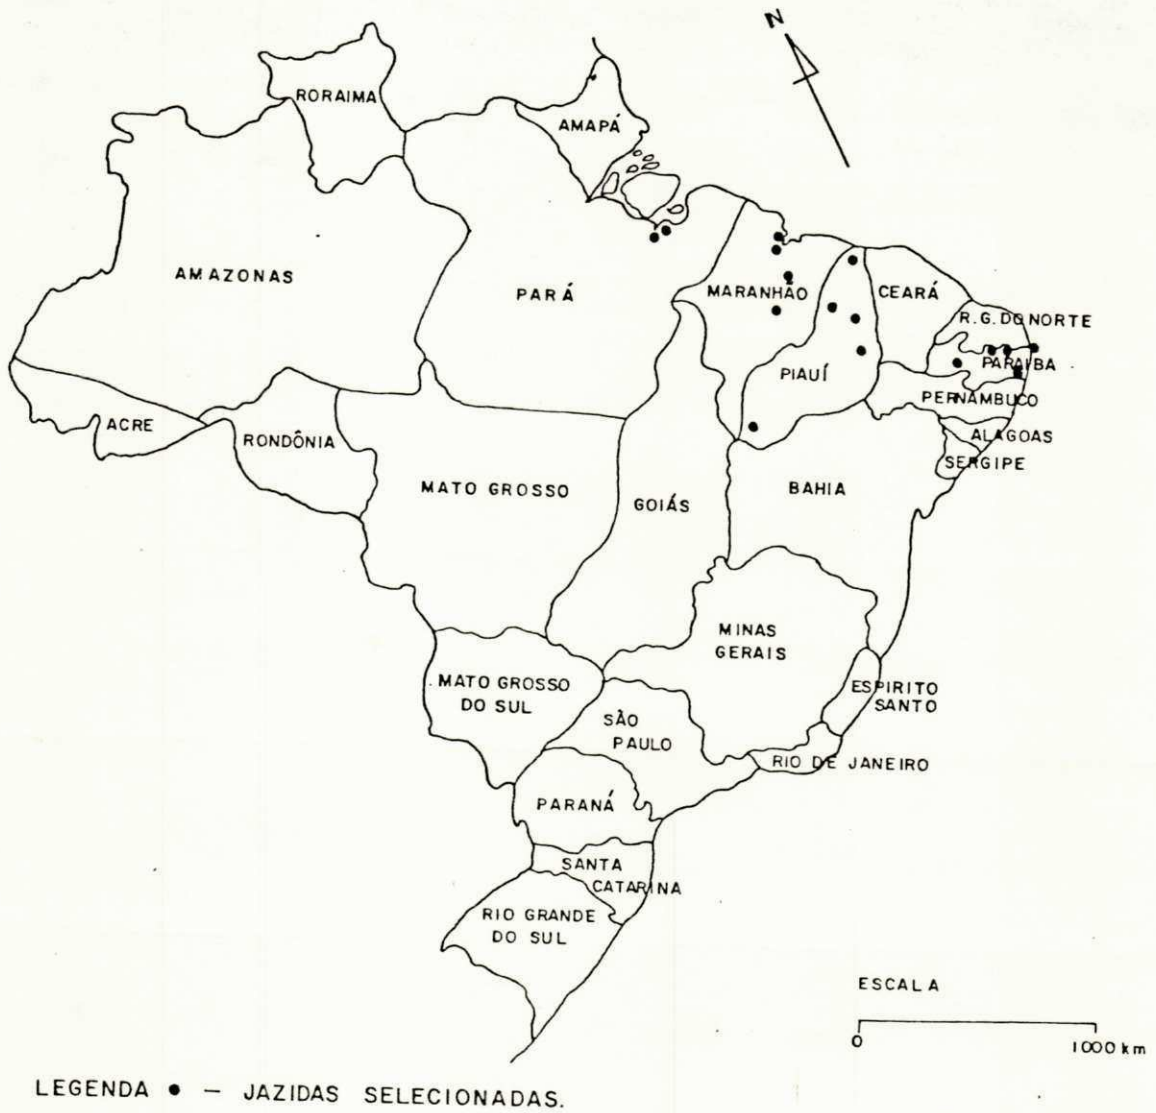 N
RORAIMA
AMAPÁ
AMAZONAS
PARÁ
MARANHÃO
CEARÁ
R.G. DO NORTE
PARAIBA
PIAUÍ
PERNAMBUCO
ACRE
RONDÔNIA
ALAGOAS
SERGIPE
MATO GROSSO
GOIÁS
BAHIA
MINAS
GERAIS
MATO GROSSO
DO SUL
ESPIRITO
SANTO
SÃO
PAULO
RIO DE JANEIRO
PARANÁ
SANTA
CATARINA
RIO GRANDE
DO SUL
ESCALA
0 1000 km
LEGENDA ● — JAZIDAS SELECIONADAS.